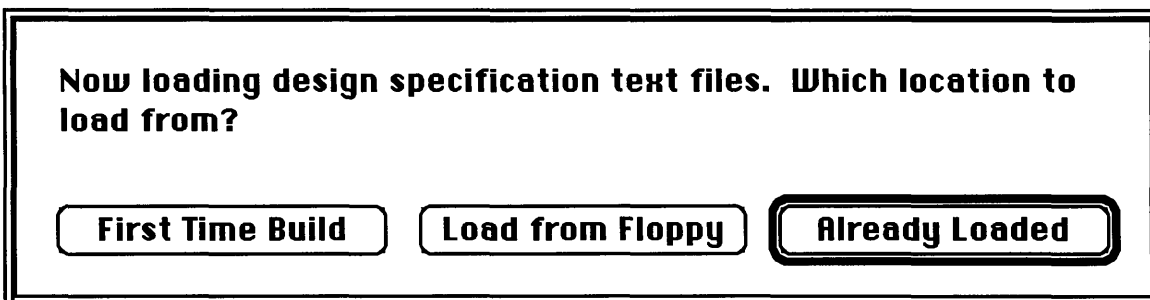 Now loading design specification text files. Which location to
load from?
First Time Build
Load from Floppy
Already Loaded